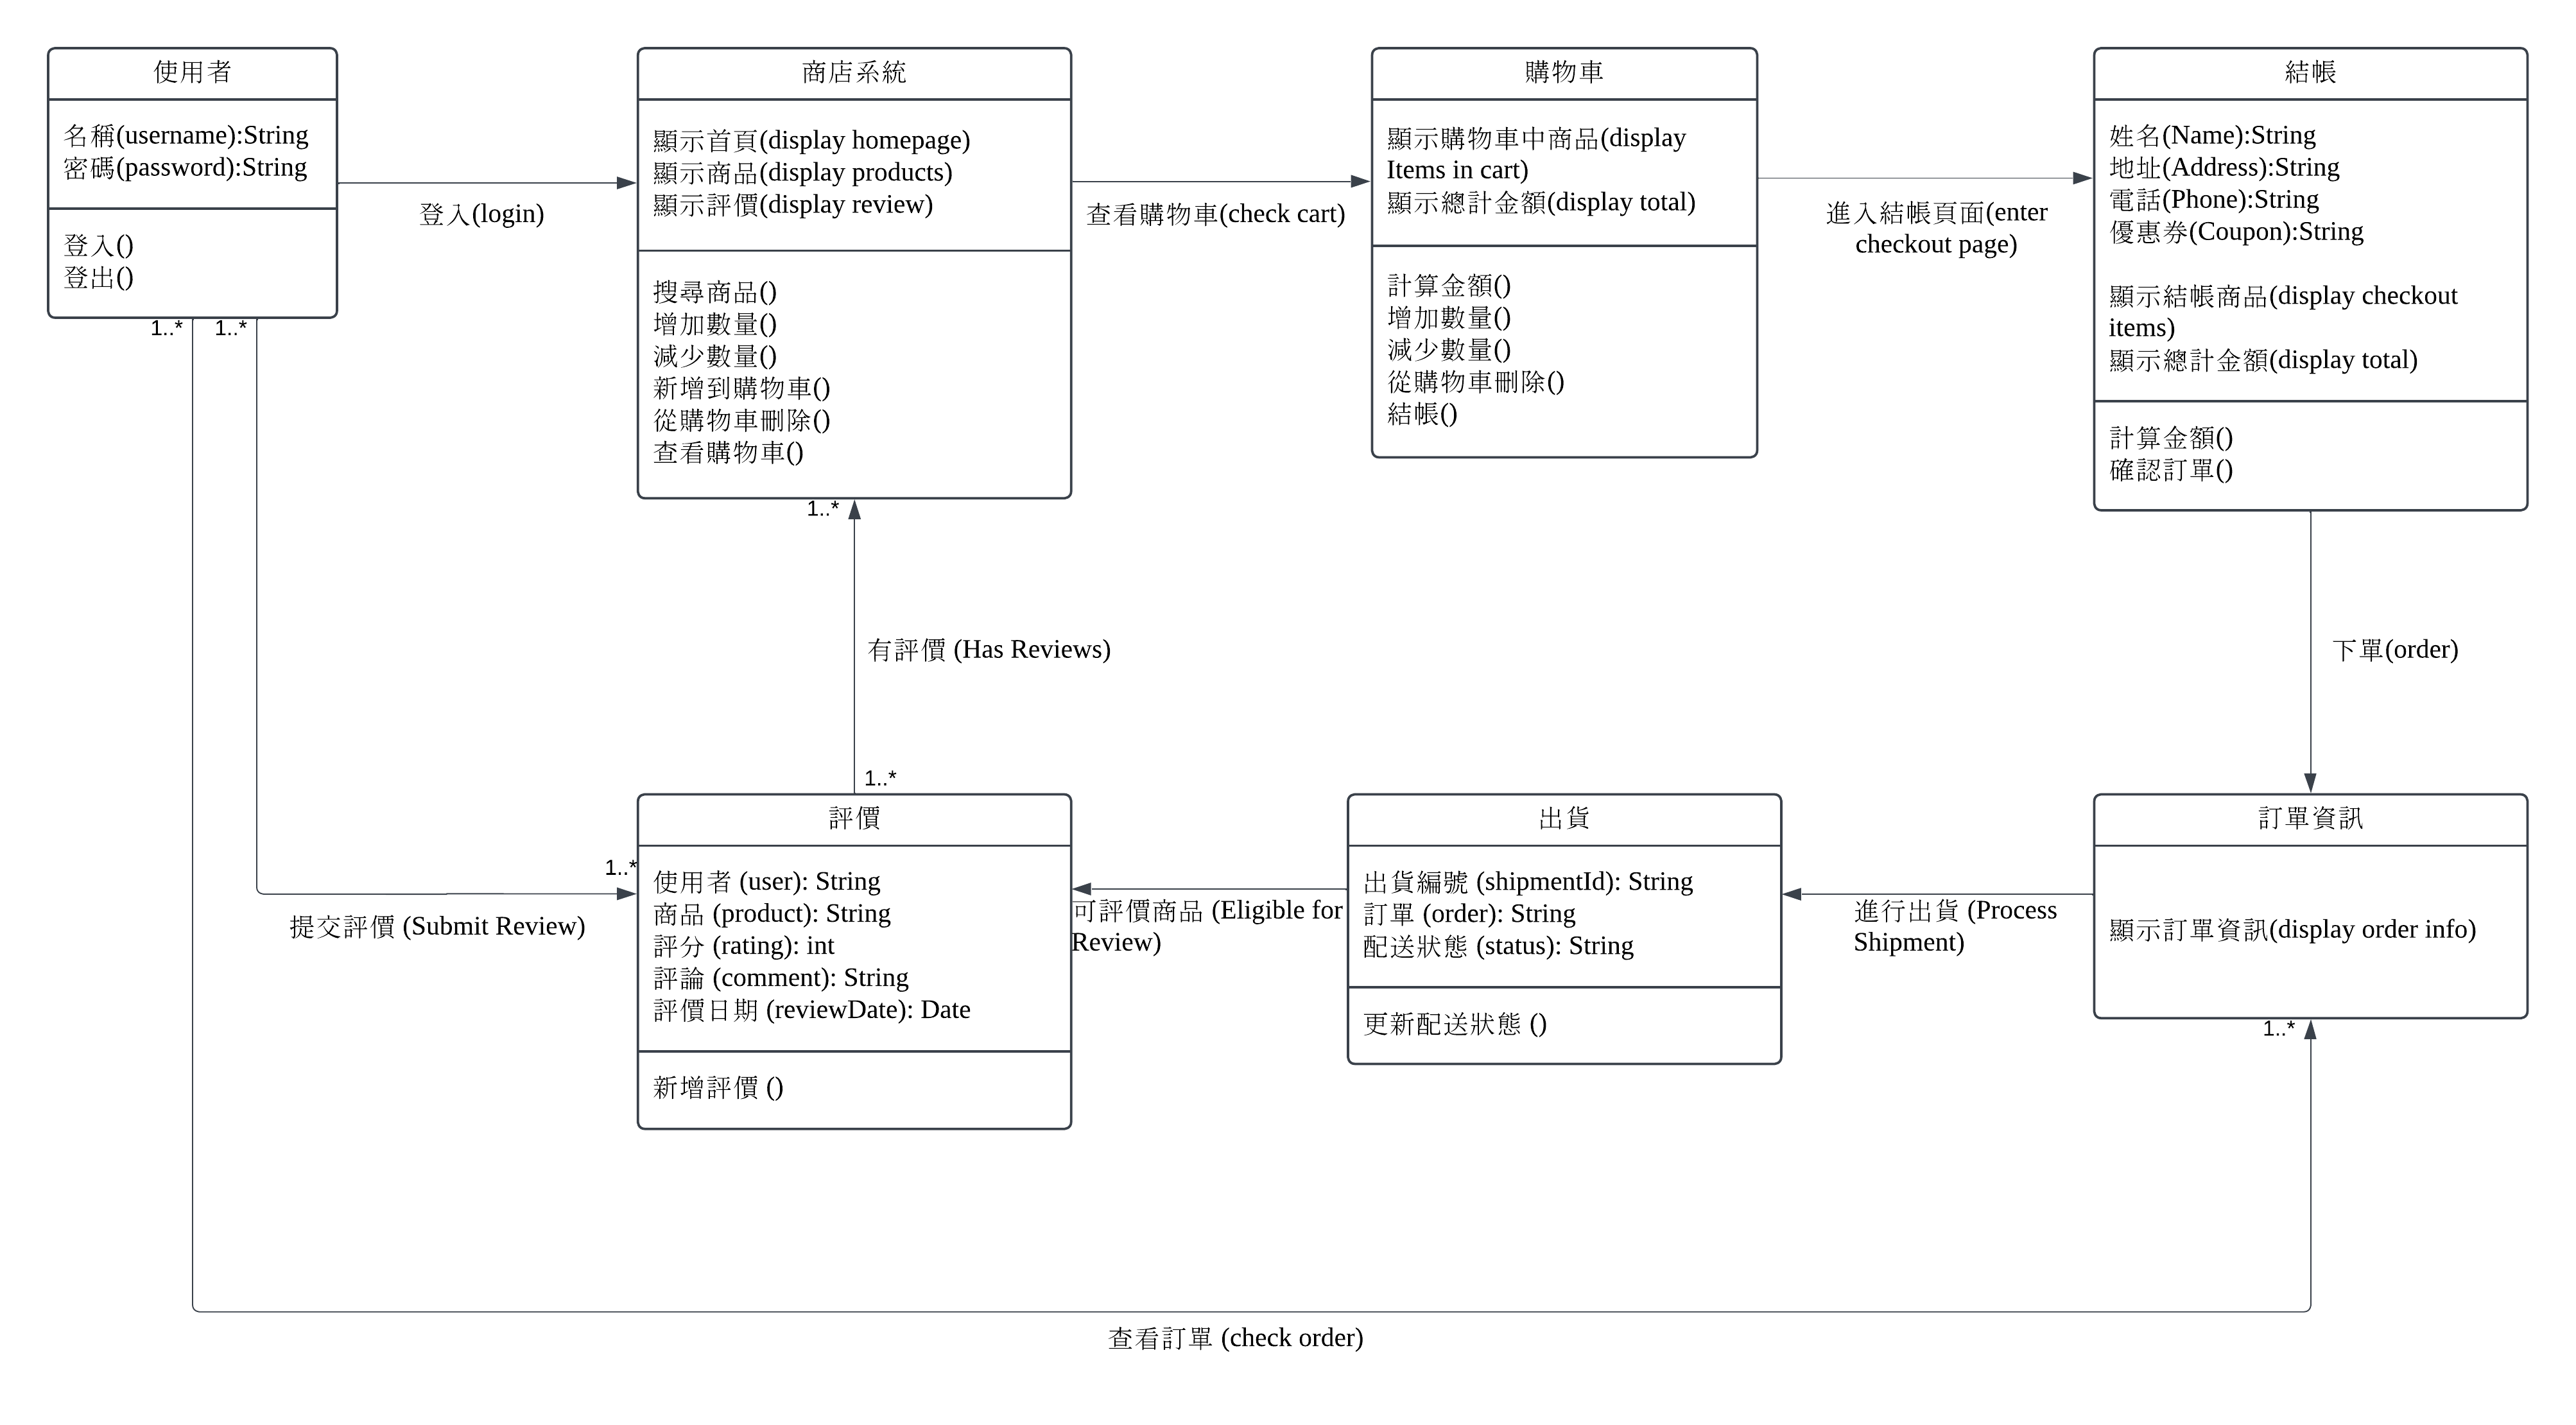 使用者
名稱(username):String
密碼(password):String
登入()
登出()
1..*
1..*
登入(login)
商店系統
顯示首頁(display homepage)
顯示商品(display products)
顯示評價(display review)
搜尋商品()
增加數量()
減少數量()
新增到購物車()
從購物車刪除()
查看購物車()
1..*
查看購物車(check cart)
購物車
顯示購物車中商品(display
Items in cart)
顯示總計金額(display total)
計算金額()
增加數量()
減少數量()
從購物車刪除()
結帳()
進入結帳頁面(enter
checkout page)
結帳
姓名(Name):String
地址(Address):String
電話(Phone):String
優惠券(Coupon):String
顯示結帳商品(display checkout
items)
顯示總計金額(display total)
計算金額()
確認訂單()
有評價 (Has Reviews)
下單(order)
1..*
1..*
提交評價 (Submit Review)
評價
使用者 (user): String
商品 (product): String
評分 (rating): int
評論 (comment): String
評價日期 (reviewDate): Date
新增評價 ()
可評價商品 (Eligible for
Review)
出貨
出貨編號 (shipmentId): String
訂單 (order): String
配送狀態 (status): String
更新配送狀態 ()
進行出貨 (Process
Shipment)
訂單資訊
顯示訂單資訊(display order info)
1..*
查看訂單 (check order)